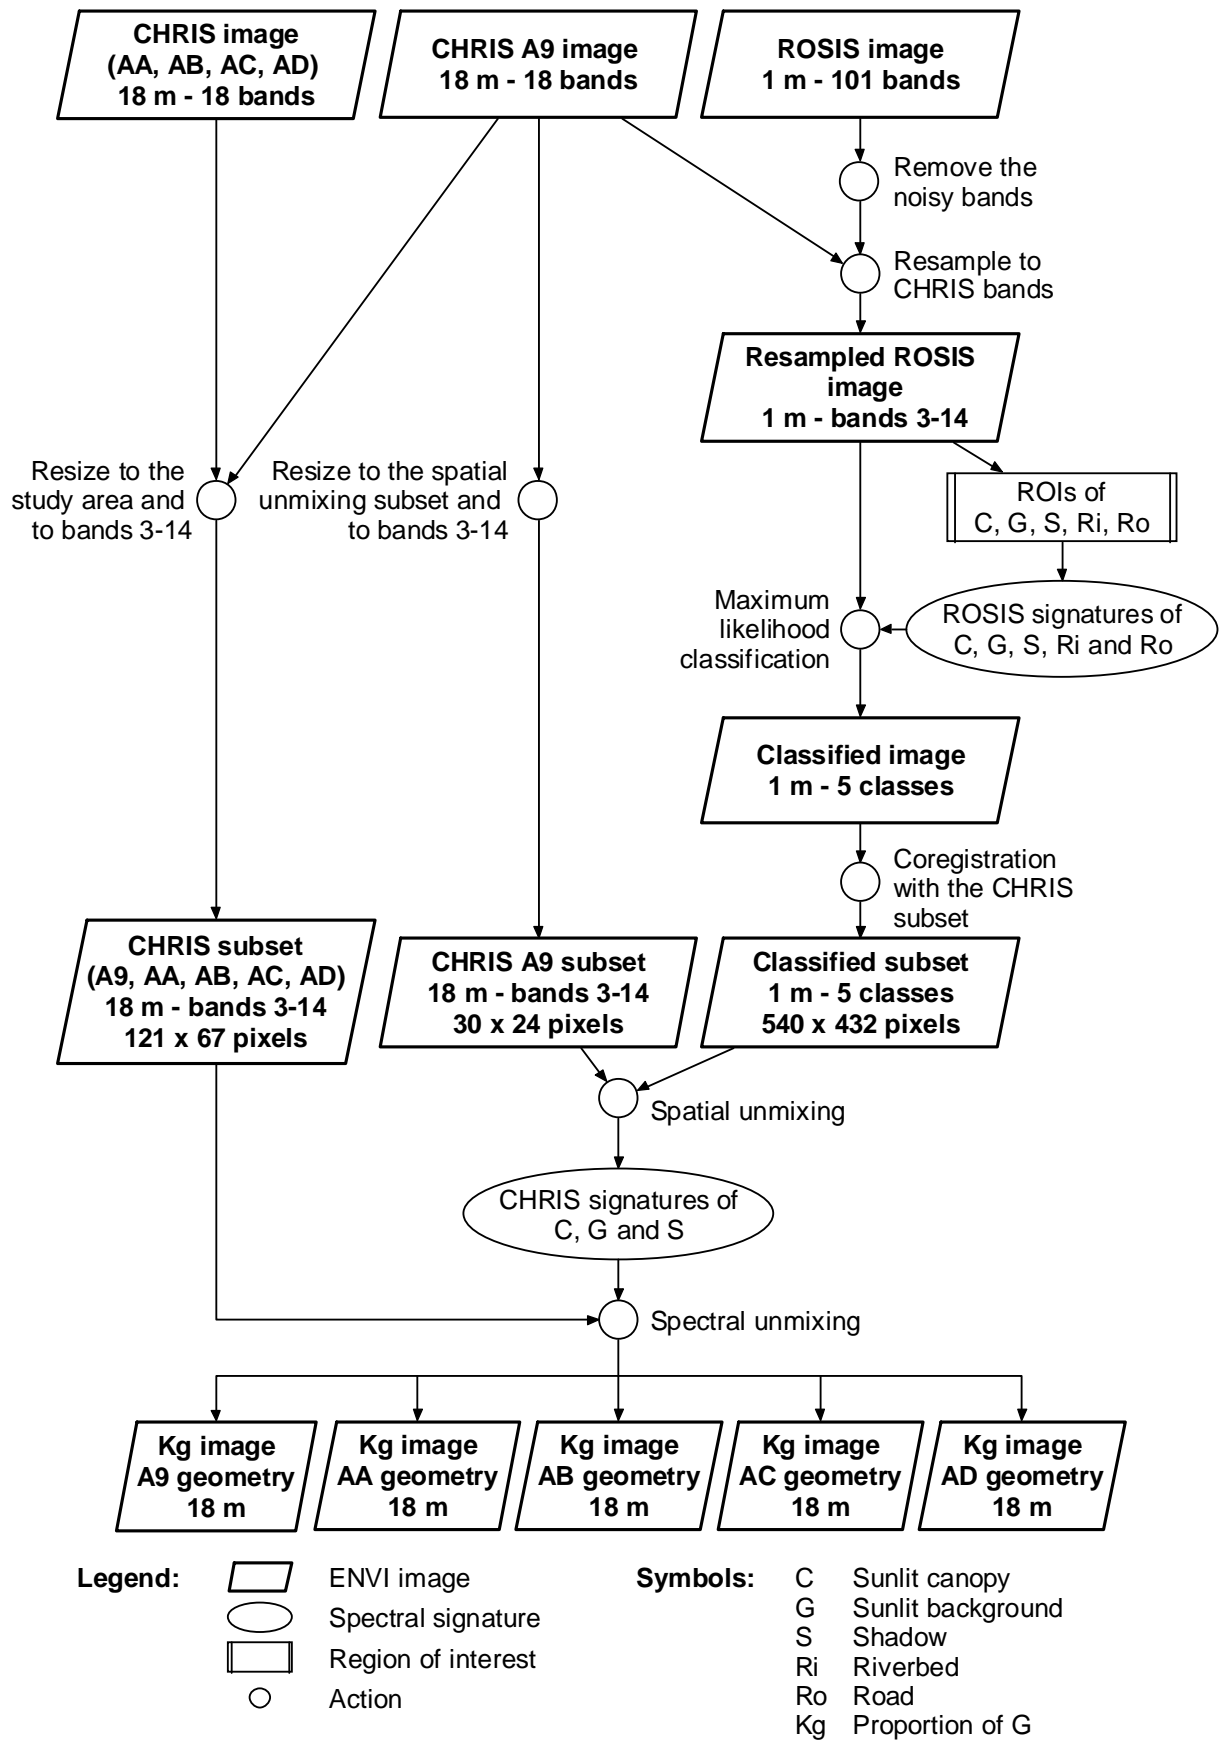 CHRIS image
(AA, AB, AC, AD)
18 m - 18 bands
CHRIS A9 image
18 m - 18 bands
ROSIS image
1 m - 101 bands
Remove the
noisy bands
Resample to
CHRIS bands
Resampled ROSIS
image
1 m - bands 3-14
Resize to the
study area and
to bands 3-14
Resize to the spatial
unmixing subset and
to bands 3-14
ROIs of
C, G, S, Ri, Ro
Maximum
likelihood
classification
ROSIS signatures of
C, G, S, Ri and Ro
Classified image
1 m - 5 classes
Coregistration
with the CHRIS
subset
CHRIS subset
(A9, AA, AB, AC, AD)
18 m - bands 3-14
121 x 67 pixels
CHRIS A9 subset
18 m - bands 3-14
30 x 24 pixels
Classified subset
1 m - 5 classes
540 x 432 pixels
Spatial unmixing
CHRIS signatures of
C, G and S
Spectral unmixing
Kg image
A9 geometry
18 m
Kg image
AA geometry
18 m
Kg image
AB geometry
18 m
Kg image
AC geometry
18 m
Kg image
AD geometry
18 m
Legend:
ENVI image
Spectral signature
Region of interest
Action
Symbols:
C Sunlit canopy
G Sunlit background
S Shadow
Ri Riverbed
Ro Road
Kg Proportion of G